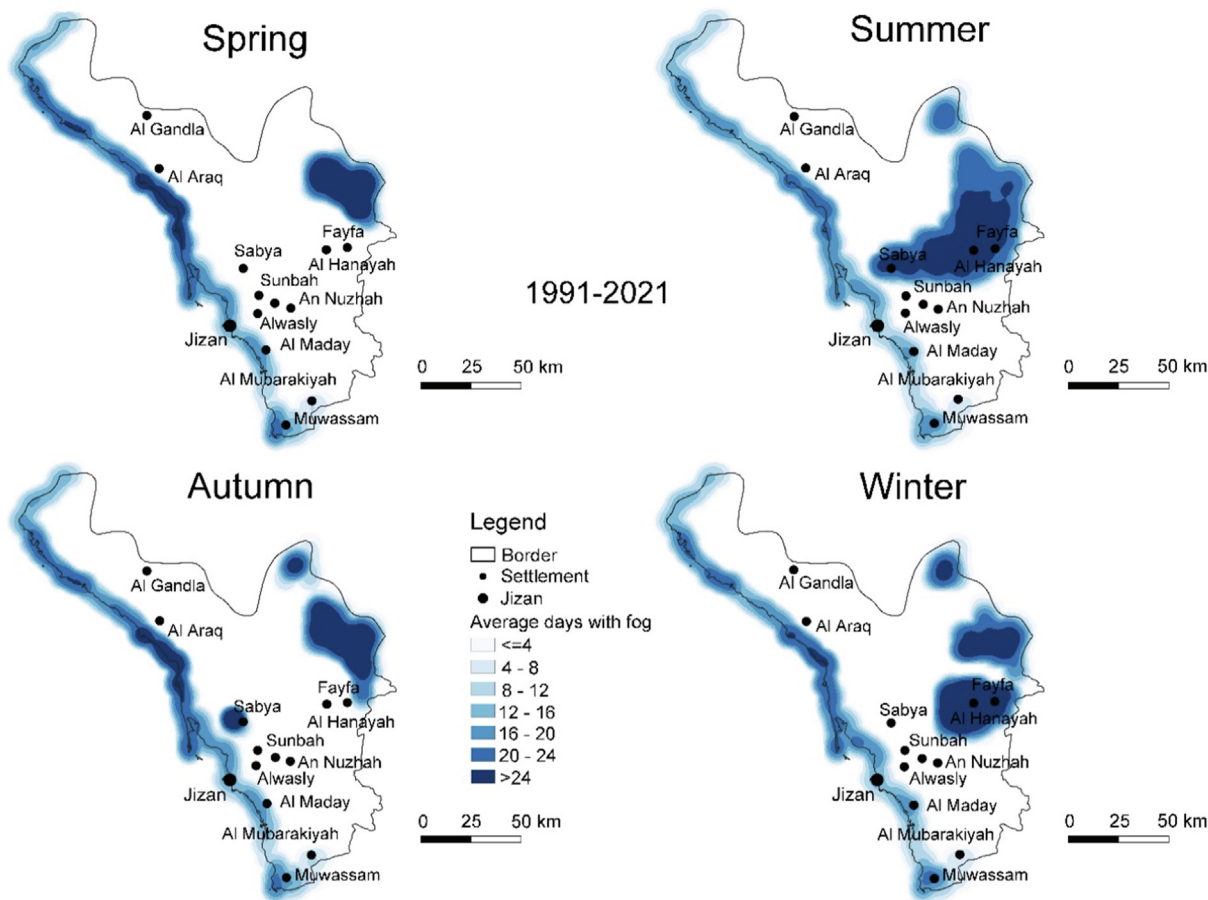 Spring
Al Gandla
Al Araq
Fayfa
Sabya
Al Hanayah
Sunbah
An Nuzhah
Alwasly
Jizan
Al Maday
Al Mubarakiyah
Muwassam
0 25 50 km
Summer
Al Gandla
Al Araq
Fayfa
Sabya
Al Hanayah
Sunbah
An Nuzhah
Alwasly
Jizan
Al Maday
Al Mubarakiyah
Muwassam
0 25 50 km
1991-2021
Autumn
Al Gandla
Al Araq
Fayfa
Sabya
Al Hanayah
Sunbah
An Nuzhah
Alwasly
Jizan
Al Maday
Al Mubarakiyah
Muwassam
0 25 50 km
Legend
Border
Settlement
Jizan
Average days with fog
<=4
4 - 8
8 - 12
12 - 16
16 - 20
20 - 24
>24
Winter
Al Gandla
Al Araq
Fayfa
Sabya
Al Hanayah
Sunbah
An Nuzhah
Alwasly
Jizan
Al Maday
Al Mubarakiyah
Muwassam
0 25 50 km